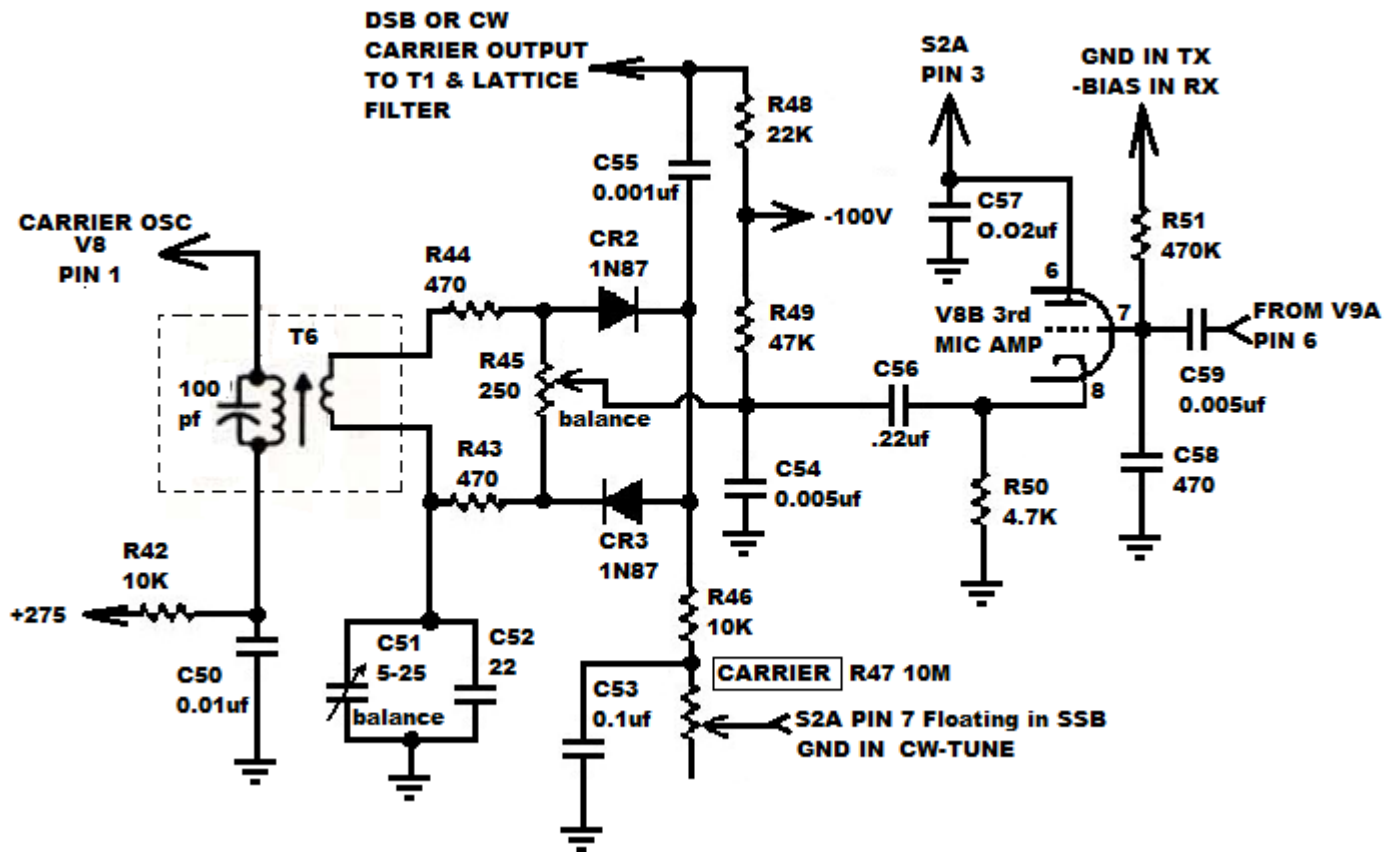 DSB OR CW
CARRIER OUTPUT
TO T1 & LATTICE
FILTER
S2A
PIN 3
GND IN TX
-BIAS IN RX
R48
22K
C55
0.001uf
-100V
C57
0.02uf
R51
470K
CARRIER OSC
V8
PIN 1
R44
470
CR2
1N87
6
7
V8B 3rd
MIC AMP
8
FROM V9A
PIN 6
T6
R49
47K
100
pf
R45
250
balance
C56
.22uf
C59
0.005uf
R43
470
C54
0.005uf
R50
4.7K
C58
470
CR3
1N87
R42
10K
+275
R46
10K
C50
0.01uf
C51
5-25
balance
C52
22
C53
0.1uf
CARRIER R47 10M
S2A PIN 7 Floating in SSB
GND IN CW-TUNE